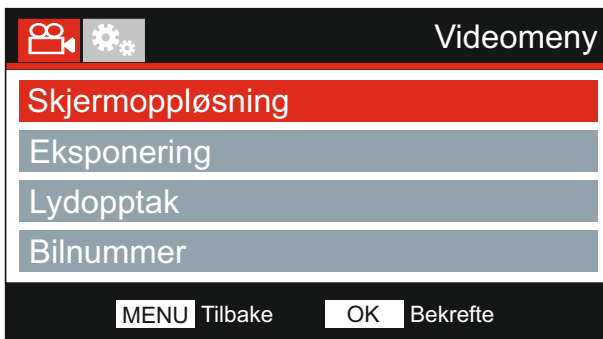 Videomeny
Skjermoppløsning
Eksponering
Lydopptak
Bilnummer
MENU Tilbake OK Bekrefte